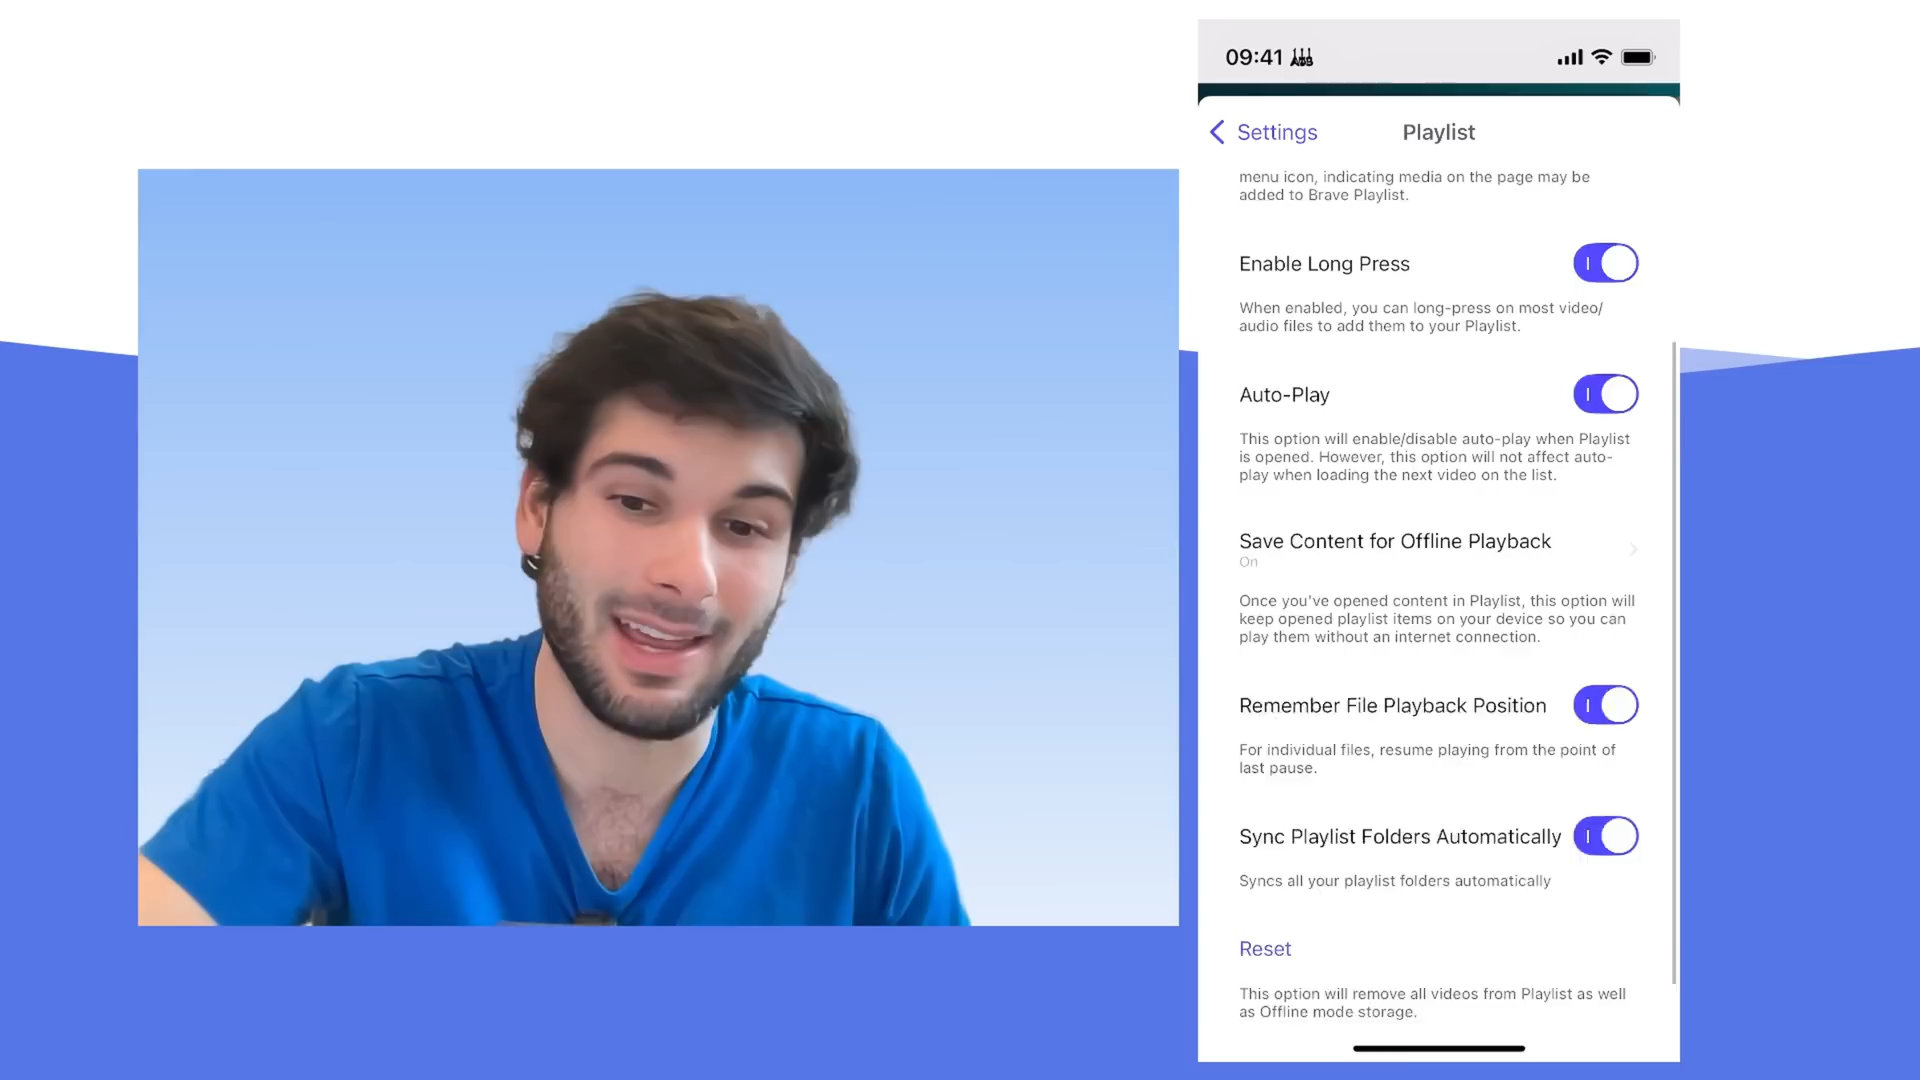 09:41
Settings
Playlist
menu icon, indicating media on the page may be
added to Brave Playlist.
Enable Long Press
When enabled, you can long-press on most video/
audio files to add them to your Playlist.
Auto-Play
This option will enable/disable auto-play when Playlist
is opened. However, this option will not affect auto-
play when loading the next video on the list.
Save Content for Offline Playback
On
Once you've opened content in Playlist, this option will
keep opened playlist items on your device so you can
play them without an internet connection.
Remember File Playback Position
For individual files, resume playing from the point of
last pause.
Sync Playlist Folders Automatically
Syncs all your playlist folders automatically
Reset
This option will remove all videos from Playlist as well
as Offline mode storage.